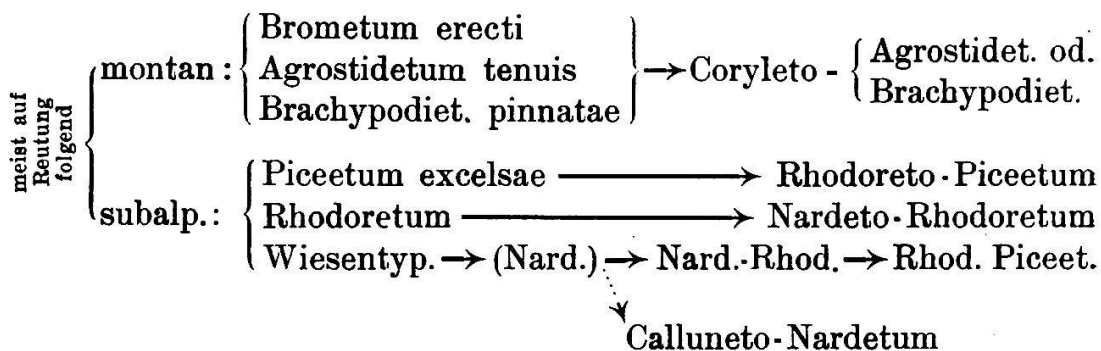 meist auf
Reutung
folgend
montan :
Brometum erecti
Agrostidetum tenuis
Brachypodiet. pinnatae
→ Coryleto -
Agrostidet. od.
Brachypodiet.
subalp. :
Piceetum excelsae → Rhodoreto - Piceetum
Rhodoretum → Nardeto - Rhodoretum
Wiesentyp. → (Nard.) → Nard.-Rhod. → Rhod. Piceet.
Calluneto - Nardetum